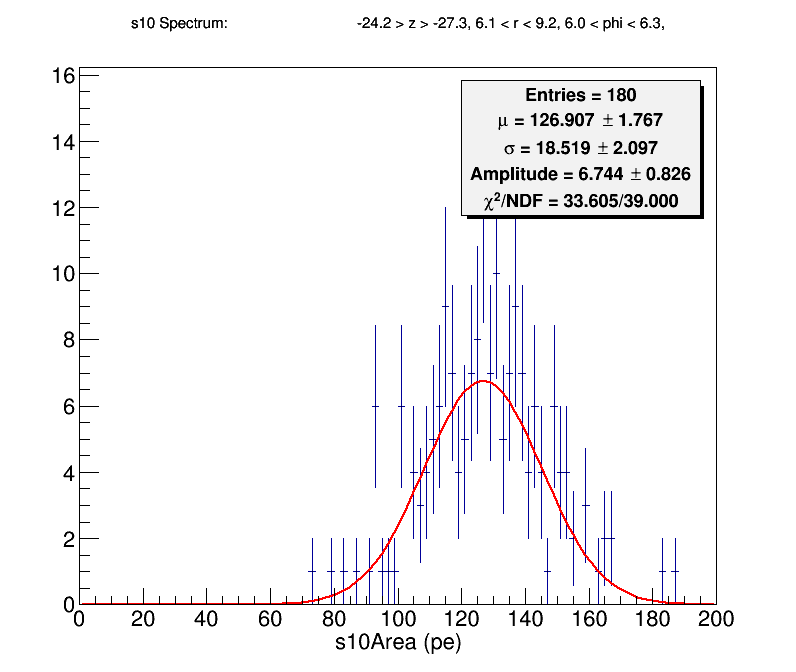 s10 Spectrum: -24.2 > z > -27.3, 6.1 < r < 9.2, 6.0 < phi < 6.3,
Entries = 180
μ = 126.907 ± 1.767
σ = 18.519 ± 2.097
Amplitude = 6.744 ± 0.826
χ²/NDF = 33.605/39.000
16
14
12
10
8
6
4
2
0
0 20 40 60 80 100 120 140 160 180 200
s10Area (pe)